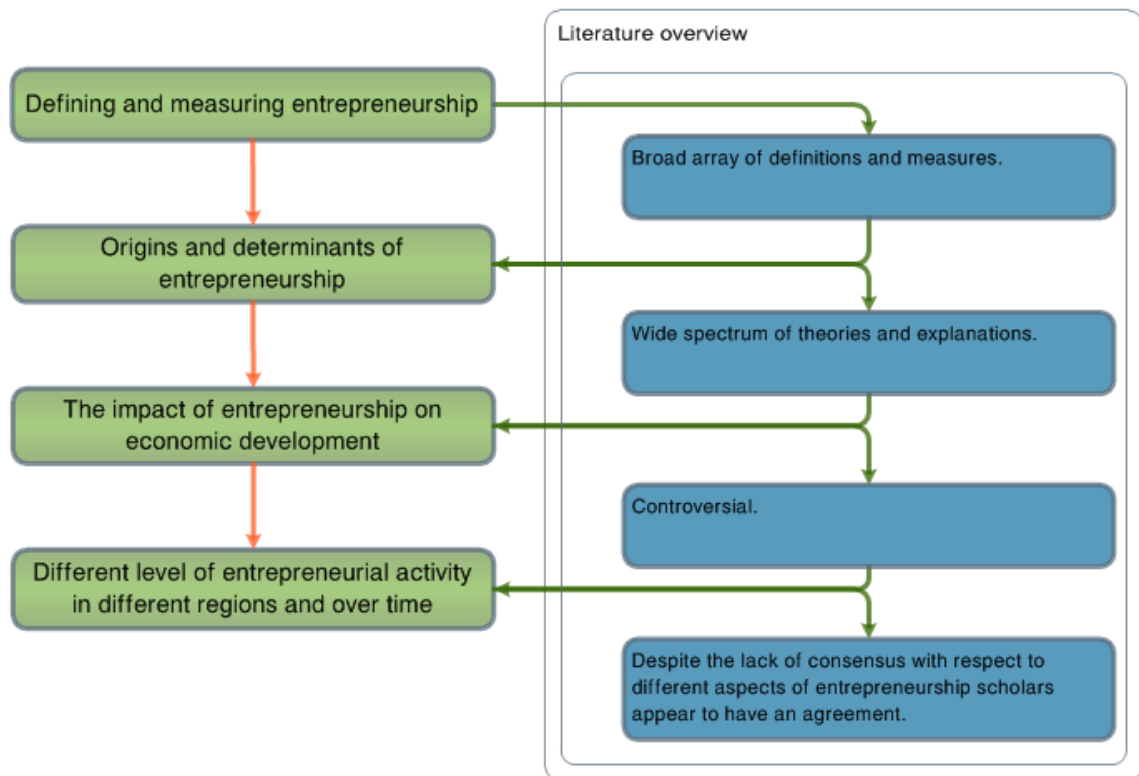 Literature overview
Defining and measuring entrepreneurship
Broad array of definitions and measures.
Origins and determinants of
entrepreneurship
Wide spectrum of theories and explanations.
The impact of entrepreneurship on
economic development
Controversial.
Different level of entrepreneurial activity
in different regions and over time
Despite the lack of consensus with respect to
different aspects of entrepreneurship scholars
appear to have an agreement.